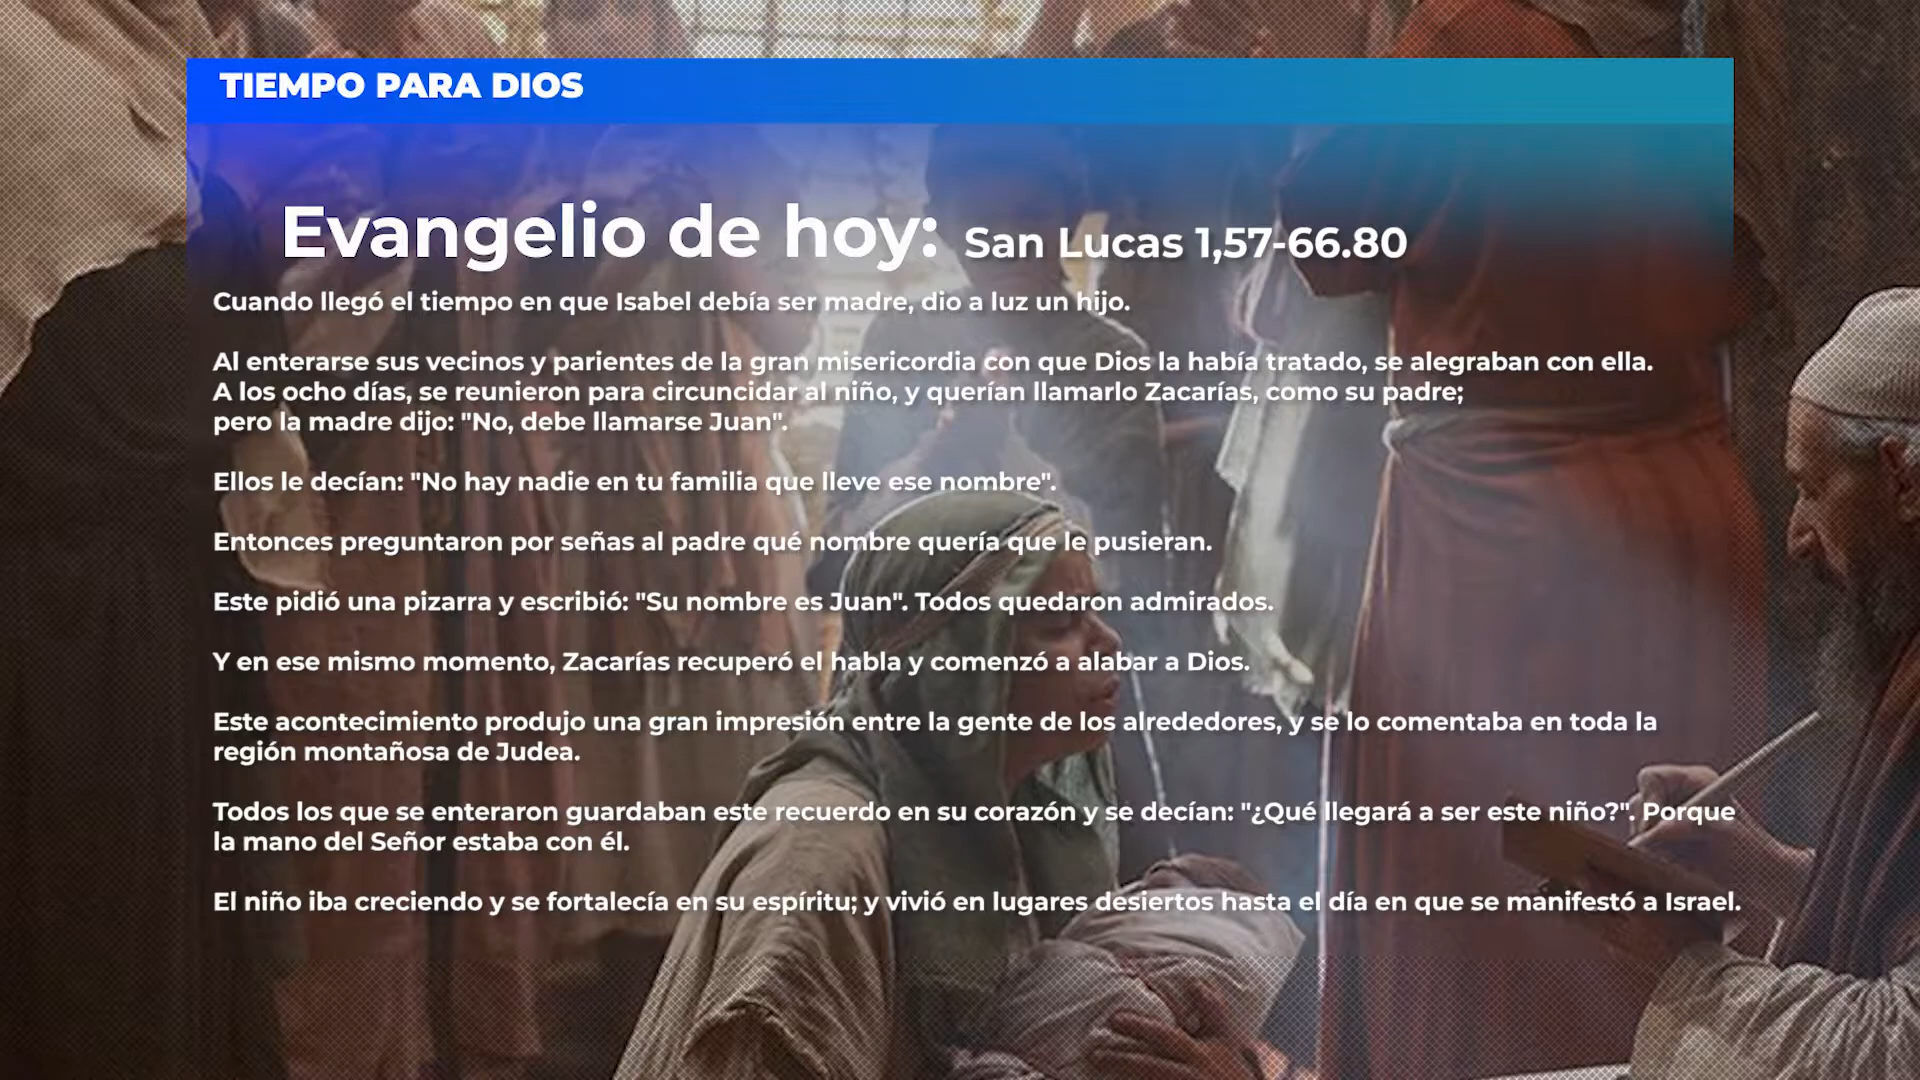 TIEMPO PARA DIOS
Evangelio de hoy: San Lucas 1,57-66.80
Cuando llegó el tiempo en que Isabel debía ser madre, dio a luz un hijo.
Al enterarse sus vecinos y parientes de la gran misericordia con que Dios la había tratado, se alegraban con ella.
A los ocho días, se reunieron para circuncidar al niño, y querían llamarlo Zacarías, como su padre;
pero la madre dijo: "No, debe llamarse Juan".
Ellos le decían: "No hay nadie en tu familia que lleve ese nombre".
Entonces preguntaron por señas al padre qué nombre quería que le pusieran.
Este pidió una pizarra y escribió: "Su nombre es Juan". Todos quedaron admirados.
Y en ese mismo momento, Zacarías recuperó el habla y comenzó a alabar a Dios.
Este acontecimiento produjo una gran impresión entre la gente de los alrededores, y se lo comentaba en toda la
región montañosa de Judea.
Todos los que se enteraron guardaban este recuerdo en su corazón y se decían: "¿Qué llegará a ser este niño?". Porque
la mano del Señor estaba con él.
El niño iba creciendo y se fortalecía en su espíritu; y vivió en lugares desiertos hasta el día en que se manifestó a Israel.